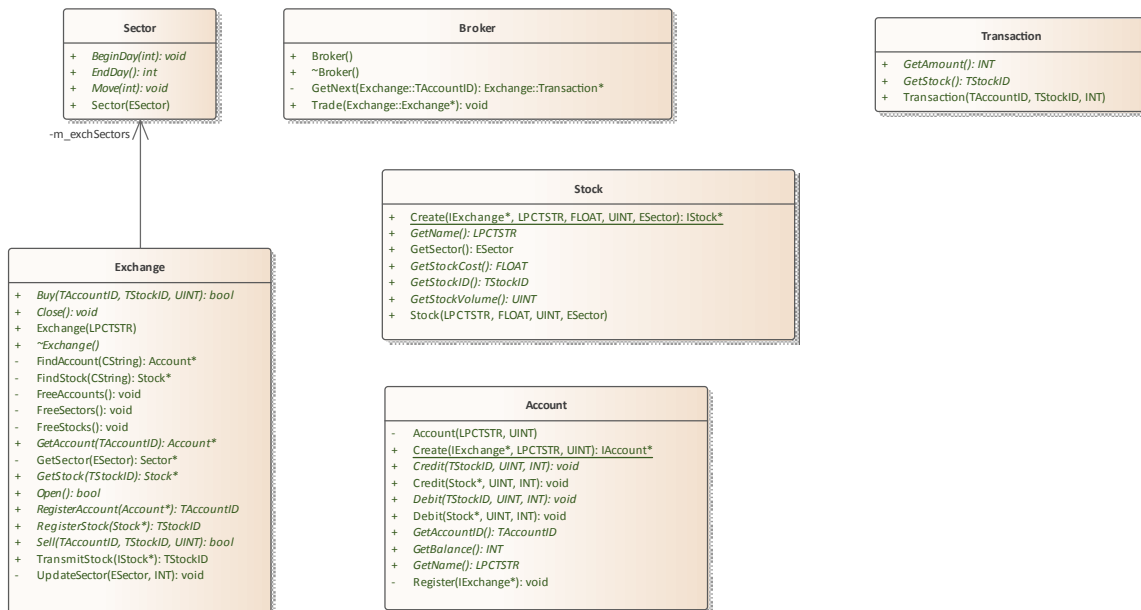 Sector
+ BeginDay(int): void
+ EndDay(): int
+ Move(int): void
+ Sector(ESector)
-m_exchSectors
Broker
+ Broker()
+ ~Broker()
- GetNext(Exchange::TAccountID): Exchange::Transaction*
+ Trade(Exchange::Exchange*): void
Transaction
+ GetAmount(): INT
+ GetStock(): TStockID
+ Transaction(TAccountID, TStockID, INT)
Stock
+ Create(IExchange*, LPCTSTR, FLOAT, UINT, ESector): IStock*
+ GetName(): LPCTSTR
+ GetSector(): ESector
+ GetStockCost(): FLOAT
+ GetStockID(): TStockID
+ GetStockVolume(): UINT
+ Stock(LPCTSTR, FLOAT, UINT, ESector)
Exchange
+ Buy(TAccountID, TStockID, UINT): bool
+ Close(): void
+ Exchange(LPCTSTR)
+ ~Exchange()
- FindAccount(CString): Account*
- FindStock(CString): Stock*
- FreeAccounts(): void
- FreeSectors(): void
- FreeStocks(): void
+ GetAccount(TAccountID): Account*
- GetSector(ESector): Sector*
+ GetStock(TStockID): Stock*
+ Open(): bool
+ RegisterAccount(Account*): TAccountID
+ RegisterStock(Stock*): TStockID
+ Sell(TAccountID, TStockID, UINT): bool
+ TransmitStock(IStock*): TStockID
- UpdateSector(ESector, INT): void
Account
- Account(LPCTSTR, UINT)
+ Create(IExchange*, LPCTSTR, UINT): IAccount*
+ Credit(TStockID, UINT, INT): void
+ Credit(Stock*, UINT, INT): void
+ Debit(TStockID, UINT, INT): void
+ Debit(Stock*, UINT, INT): void
+ GetAccountID(): TAccountID
+ GetBalance(): INT
+ GetName(): LPCTSTR
- Register(IExchange*): void